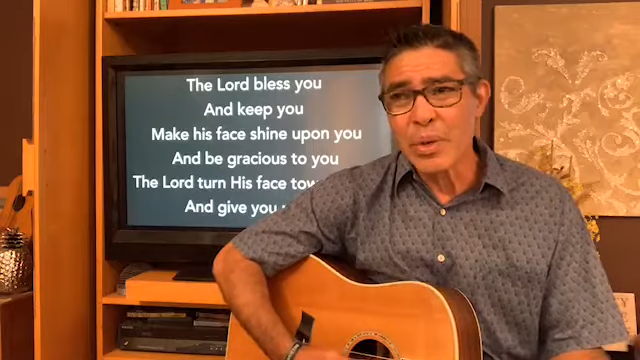 The Lord bless you
And keep you
Make his face shine upon you
And be gracious to you
The Lord turn His face
And give you